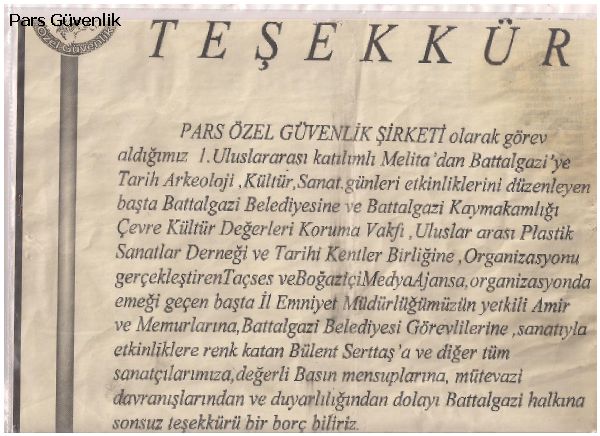 Pars Güvenlik
Özel Güvenlik
TEŞEKKÜR
PARS ÖZEL GÜVENLİK ŞİRKETİ olarak görev
aldığımız 1.Uluslararası katılımlı Melita'dan Battalgazi'ye
Tarih Arkeoloji ,Kültür,Sanat.günleri etkinliklerini düzenleyen
başta Battalgazi Belediyesine ve Battalgazi Kaymakamlığı
Çevre Kültür Değerleri Koruma Vakfı ,Uluslar arası Plastik
Sanatlar Derneği ve Tarihi Kentler Birliğine ,Organizasyonu
gerçekleştirenTaçses veBoğaziçiMedyaAjansa,organizasyonda
emeği geçen başta İl Emniyet Müdürlüğümüzün yetkili Amir
ve Memurlarına,Battalgazi Belediyesi Görevlilerine ,sanatıyla
etkinliklere renk katan Bülent Serttaş'a ve diğer tüm
sanatçılarımıza,değerli Basın mensuplarına, mütevazi
davranışlarından ve duyarlılığından dolayı Battalgazi halkına
sonsuz teşekkürü bir borç biliriz.